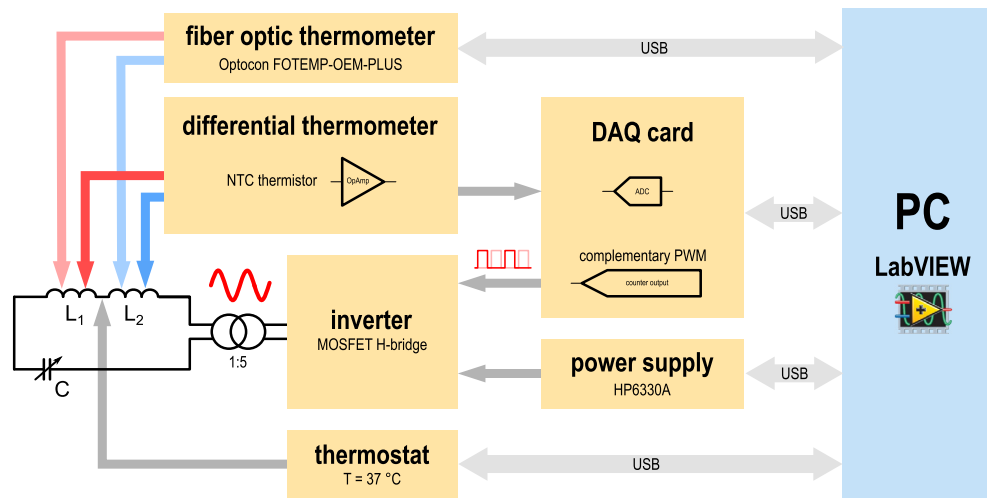 fiber optic thermometer
Optocon FOTEMP-OEM-PLUS
USB
differential thermometer
NTC thermistor
OpAmp
DAQ card
ADC
USB
complementary PWM
counter output
PC
LabVIEW
L1
L2
C
1:5
inverter
MOSFET H-bridge
power supply
HP6330A
USB
thermostat
T = 37 °C
USB